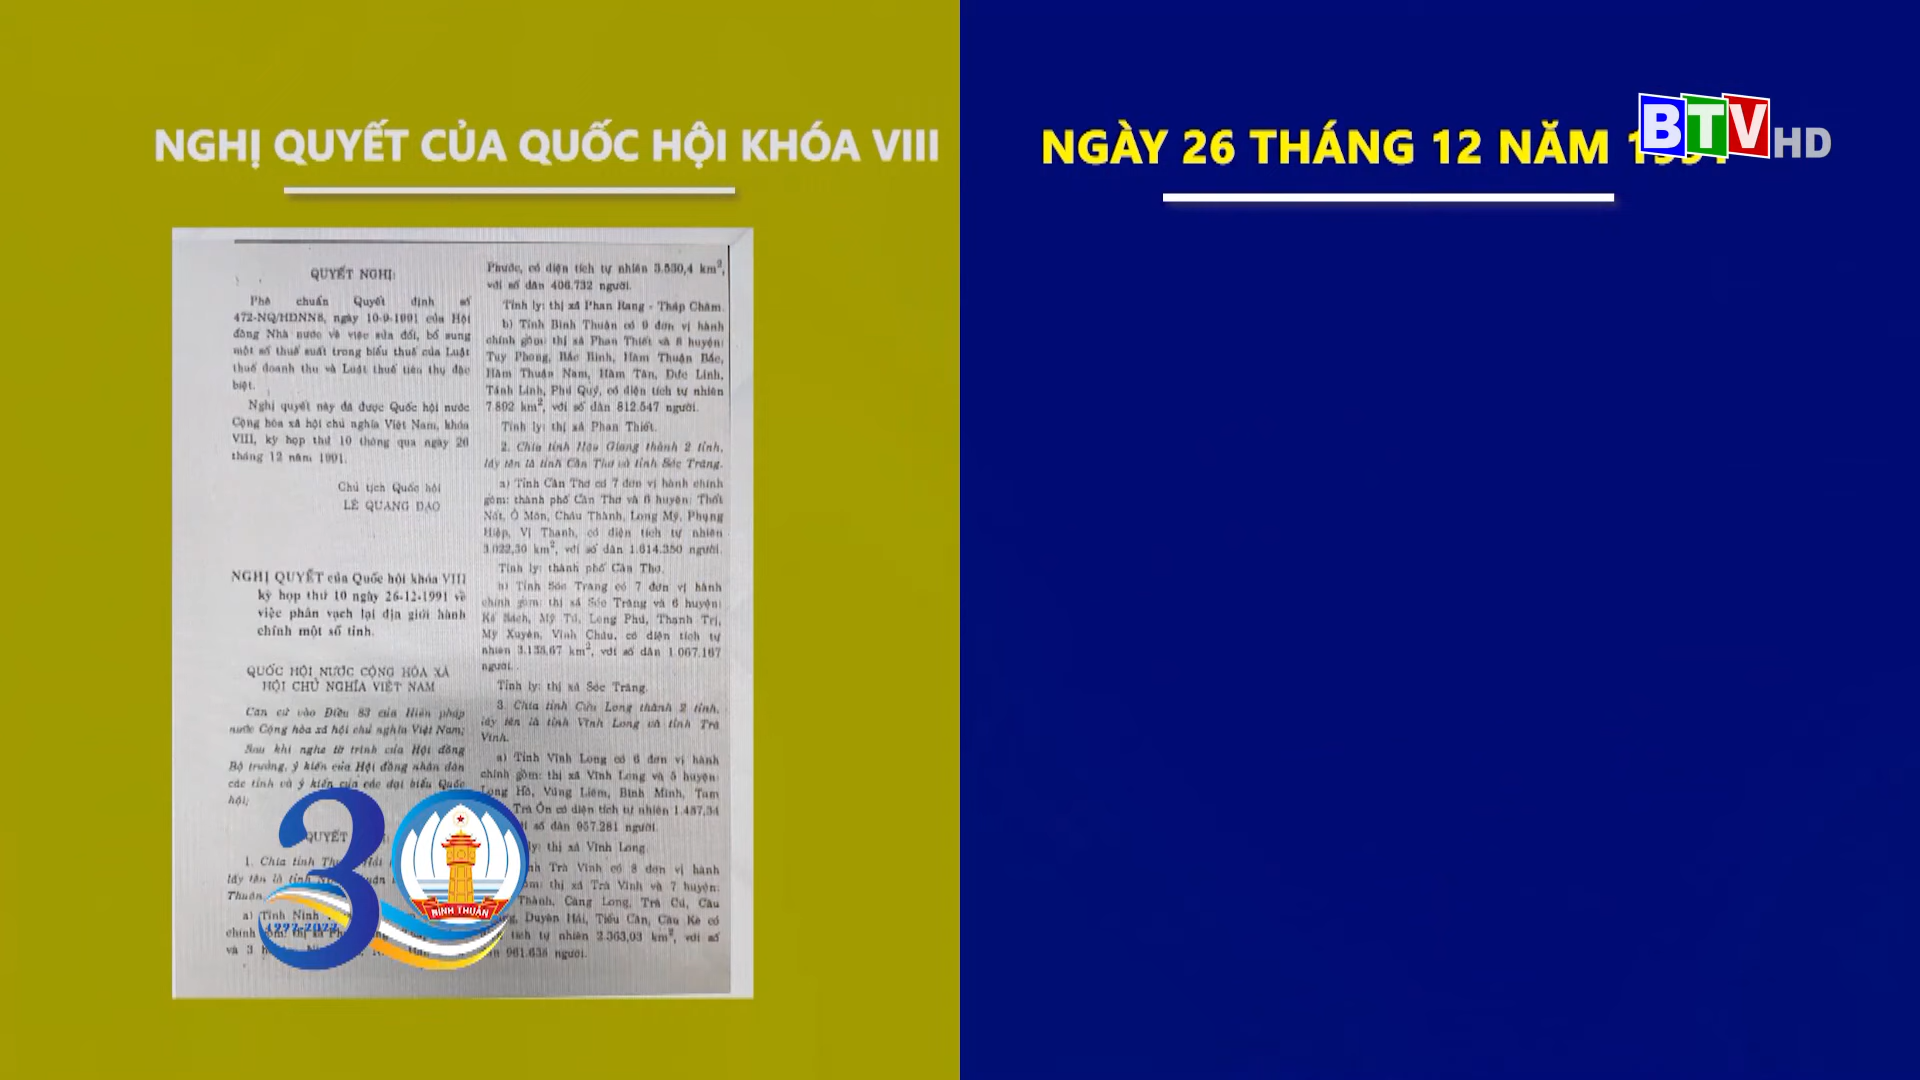 NGHỊ QUYẾT CỦA QUỐC HỘI KHÓA VIII
NGÀY 26 THÁNG 12 NĂM
BTV HD
QUYẾT NGHỊ:
Phê chuẩn Quyết định số
472-NQ/HĐNN8, ngày 10-9-1991 của Hội
đồng Nhà nước về việc sửa đổi, bổ sung
một số thuế suất trong biểu thuế của Luật
thuế doanh thu và Luật thuế tiêu thụ đặc
biệt.
Nghị quyết này đã được Quốc hội nước
Cộng hòa xã hội chủ nghĩa Việt Nam, khóa
VIII, kỳ họp thứ 10 thông qua ngày 26
tháng 12 năm 1991.
Chủ tịch Quốc hội
LÊ QUANG ĐẠO
NGHỊ QUYẾT của Quốc hội khóa VIII
kỳ họp thứ 10 ngày 26-12-1991 về
việc phân vạch lại địa giới hành
chính một số tỉnh.
QUỐC HỘI NƯỚC CỘNG HÒA XÃ
HỘI CHỦ NGHĨA VIỆT NAM
Căn cứ vào Điều 83 của Hiến pháp
nước Cộng hòa xã hội chủ nghĩa Việt Nam;
Sau khi nghe tờ trình của Hội đồng
Bộ trưởng, ý kiến của Hội đồng nhân dân
các tỉnh và ý kiến của các đại biểu Quốc
hội;
QUYẾT
1. Chia tỉnh
lấy tên là tỉnh
Thuận.
a) Tỉnh Ninh
chính gồm: thị xã
và 3
Phước, có diện tích tự nhiên 3.530,4 km²,
với số dân 406.732 người.
Tỉnh lỵ: thị xã Phan Rang - Tháp Chàm.
b) Tỉnh Bình Thuận có 9 đơn vị hành
chính gồm: thị xã Phan Thiết và 8 huyện:
Tuy Phong, Bắc Bình, Hàm Thuận Bắc,
Hàm Thuận Nam, Hàm Tân, Đức Linh,
Tánh Linh, Phú Quý, có diện tích tự nhiên
7.892 km², với số dân 812.547 người.
Tỉnh lỵ: thị xã Phan Thiết.
2. Chia tỉnh Hậu Giang thành 2 tỉnh,
lấy tên là tỉnh Cần Thơ và tỉnh Sóc Trăng.
a) Tỉnh Cần Thơ có 7 đơn vị hành chính
gồm: thành phố Cần Thơ và 6 huyện: Thốt
Nốt, Ô Môn, Châu Thành, Long Mỹ, Phụng
Hiệp, Vị Thanh, có diện tích tự nhiên
3.022,30 km², với số dân 1.614.350 người.
Tỉnh lỵ: thành phố Cần Thơ.
b) Tỉnh Sóc Trăng có 7 đơn vị hành
chính gồm: thị xã Sóc Trăng và 6 huyện:
Kế Sách, Mỹ Tú, Long Phú, Thạnh Trị,
Mỹ Xuyên, Vĩnh Châu, có diện tích tự
nhiên 3.138,67 km², với số dân 1.067.167
người.
Tỉnh lỵ: thị xã Sóc Trăng.
3. Chia tỉnh Cửu Long thành 2 tỉnh,
lấy tên là tỉnh Vĩnh Long và tỉnh Trà
Vinh.
a) Tỉnh Vĩnh Long có 6 đơn vị hành
chính gồm: thị xã Vĩnh Long và 5 huyện:
Long Hồ, Vũng Liêm, Bình Minh, Tam
Trà Ôn có diện tích tự nhiên 1.487,34
số dân 957.281 người.
lỵ: thị xã Vĩnh Long.
Trà Vinh có 8 đơn vị hành
thị xã Trà Vinh và 7 huyện:
Thành, Càng Long, Trà Cú, Cầu
Duyên Hải, Tiểu Cần, Cầu Kè có
tích tự nhiên 2.363,03 km², với số
961.638 người.
30
BÌNH THUẬN
1992-2022